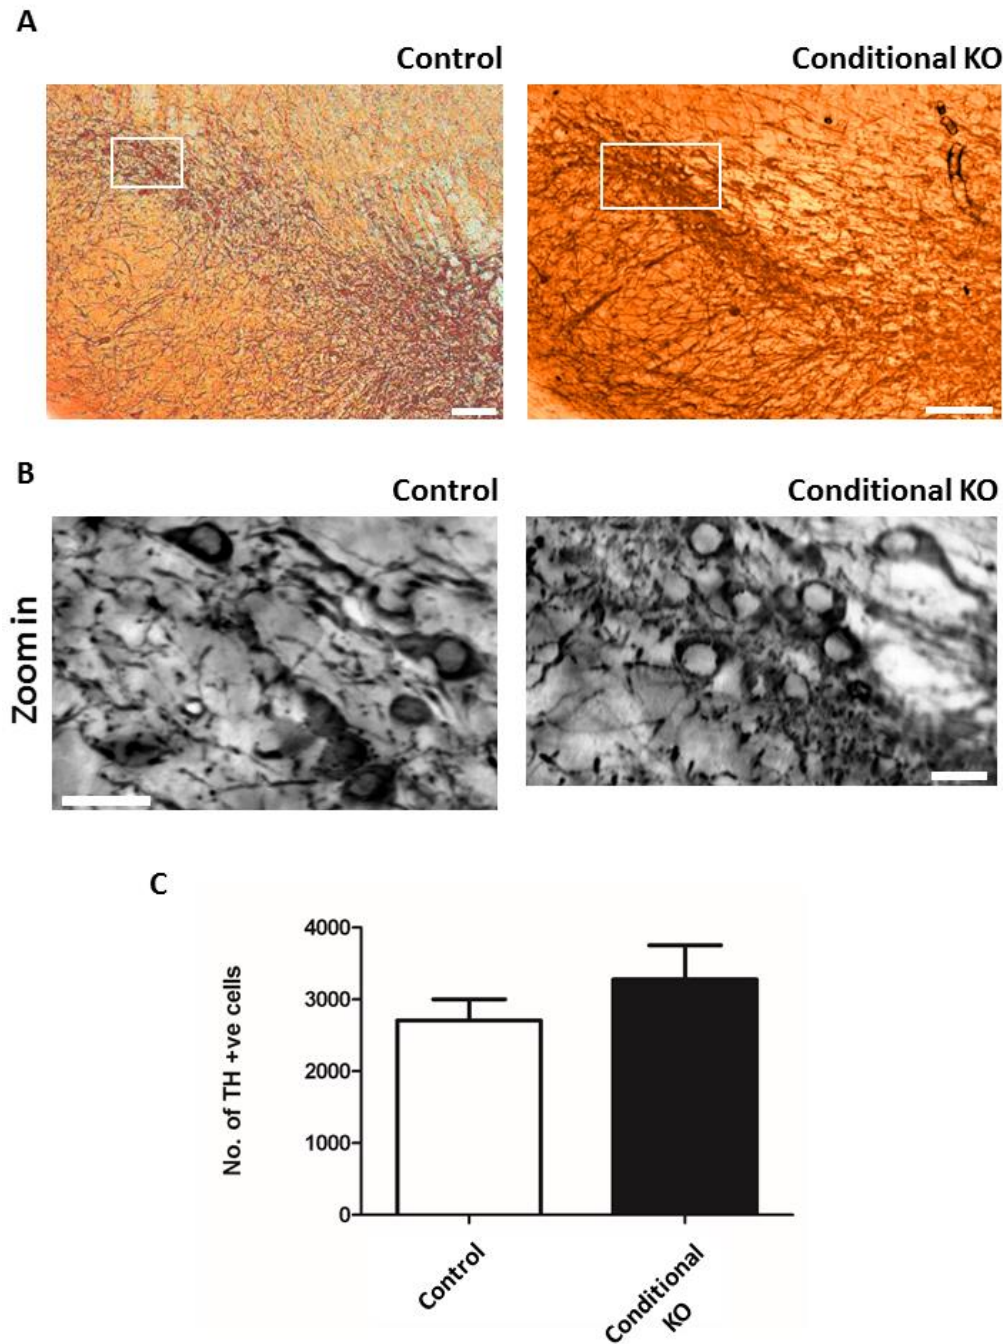 A
Control
Conditional KO
B
Control
Conditional KO
Zoom in
C
No. of TH +ve cells
4000
3000
2000
1000
0
Control
Conditional
KO